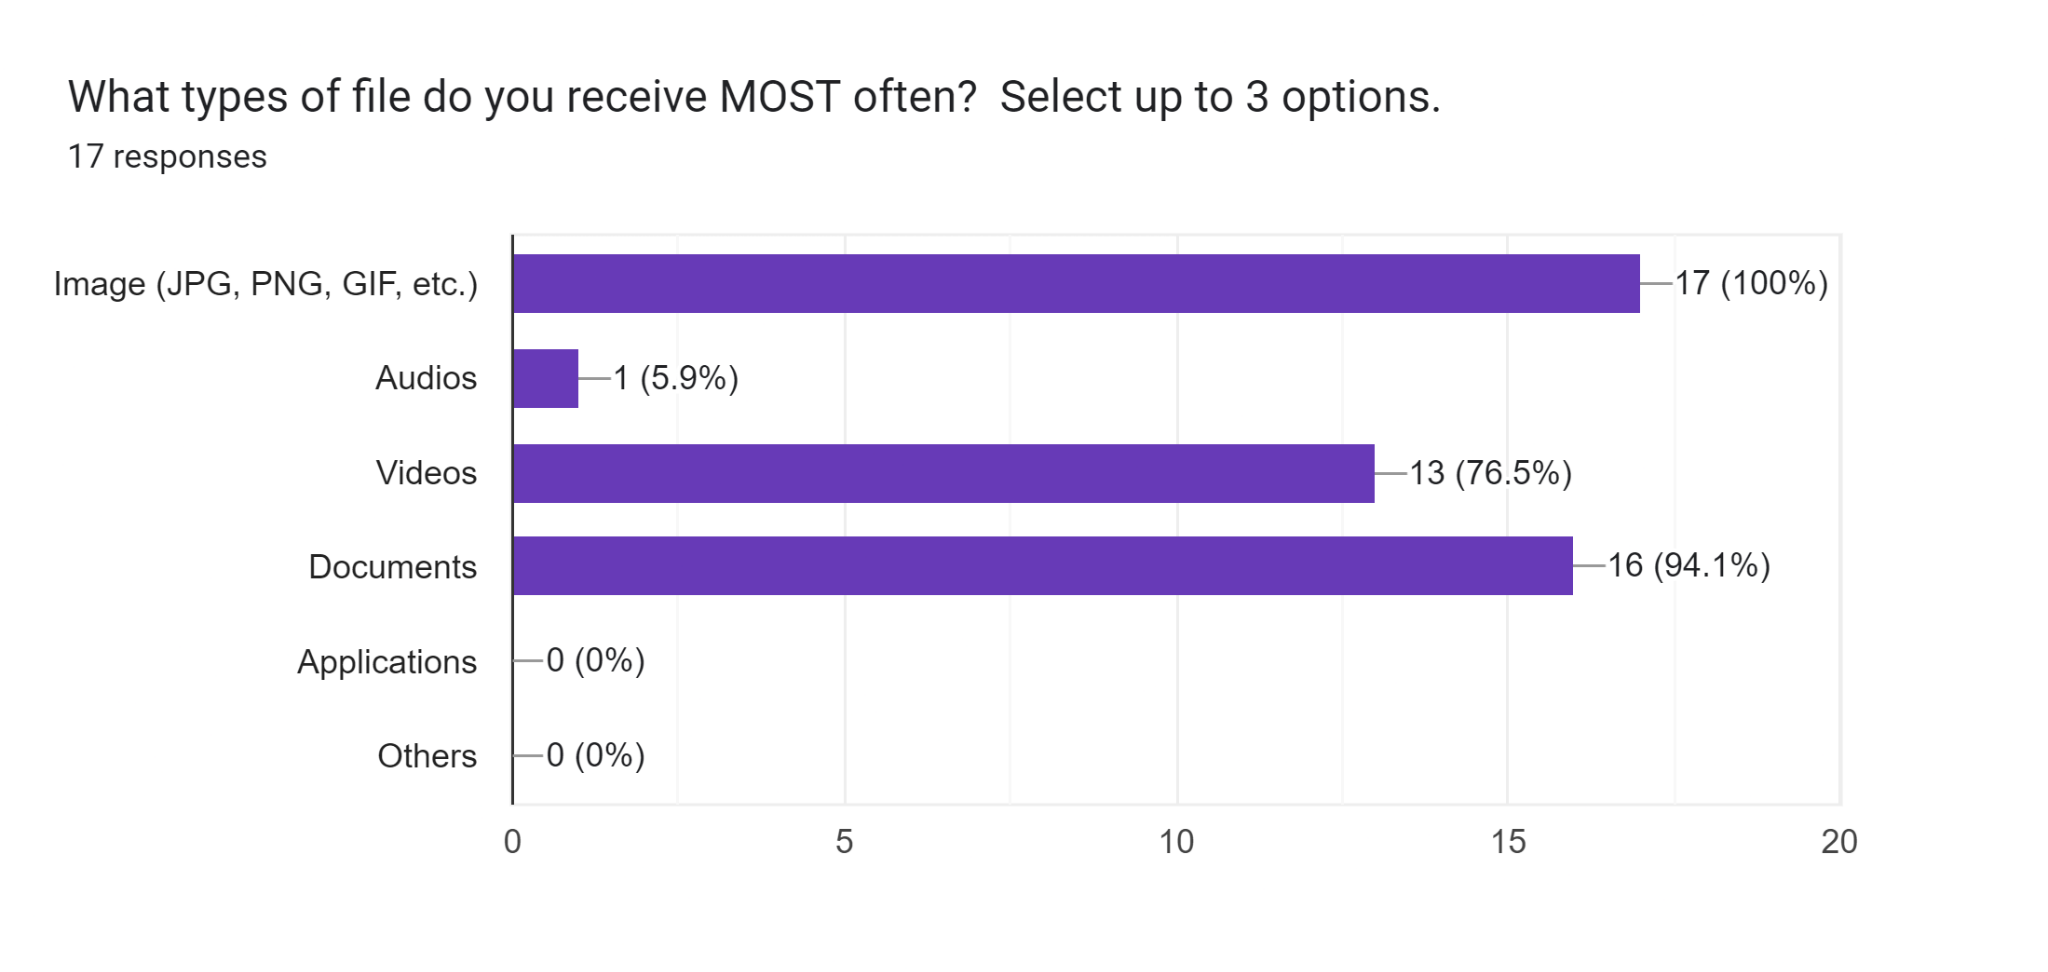 What types of file do you receive MOST often?  Select up to 3 options.
17 responses
Image (JPG, PNG, GIF, etc.)
17 (100%)
Audios
1 (5.9%)
Videos
13 (76.5%)
Documents
16 (94.1%)
Applications
0 (0%)
Others
0 (0%)
0 5 10 15 20